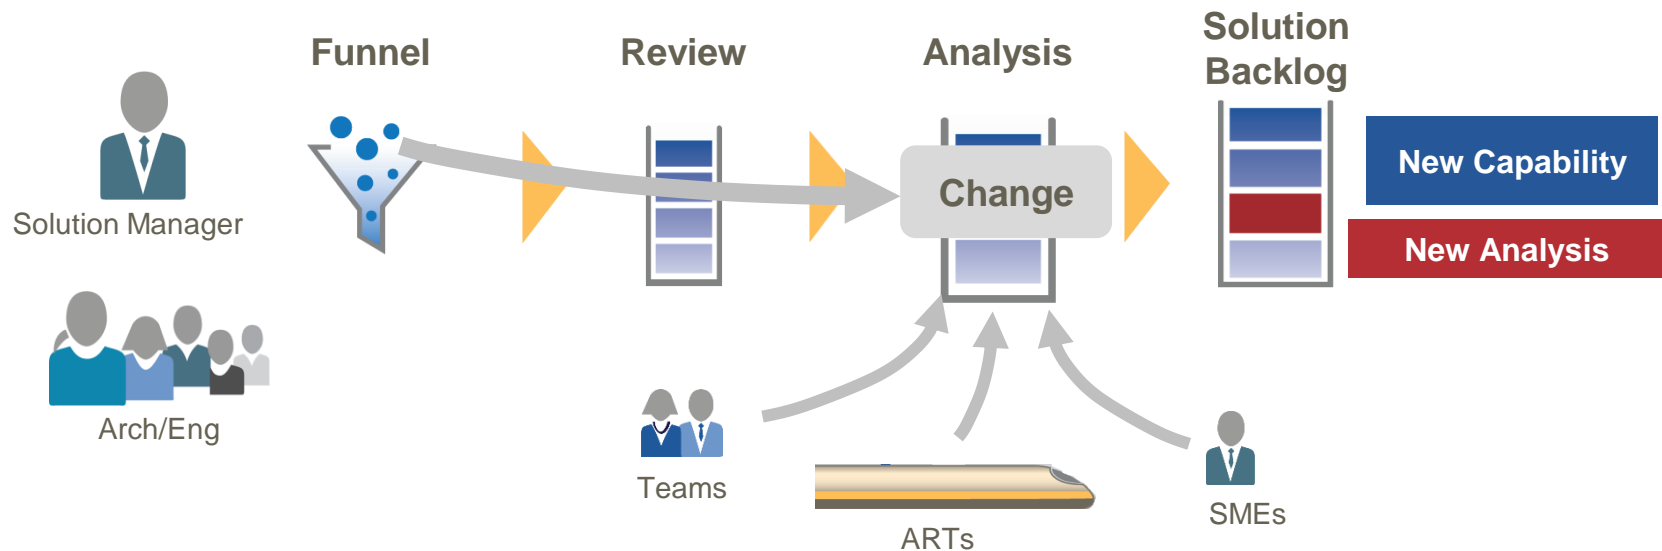 Funnel
Review
Analysis
Solution
Backlog
Change
New Capability
New Analysis
Solution Manager
Arch/Eng
Teams
ARTs
SMEs